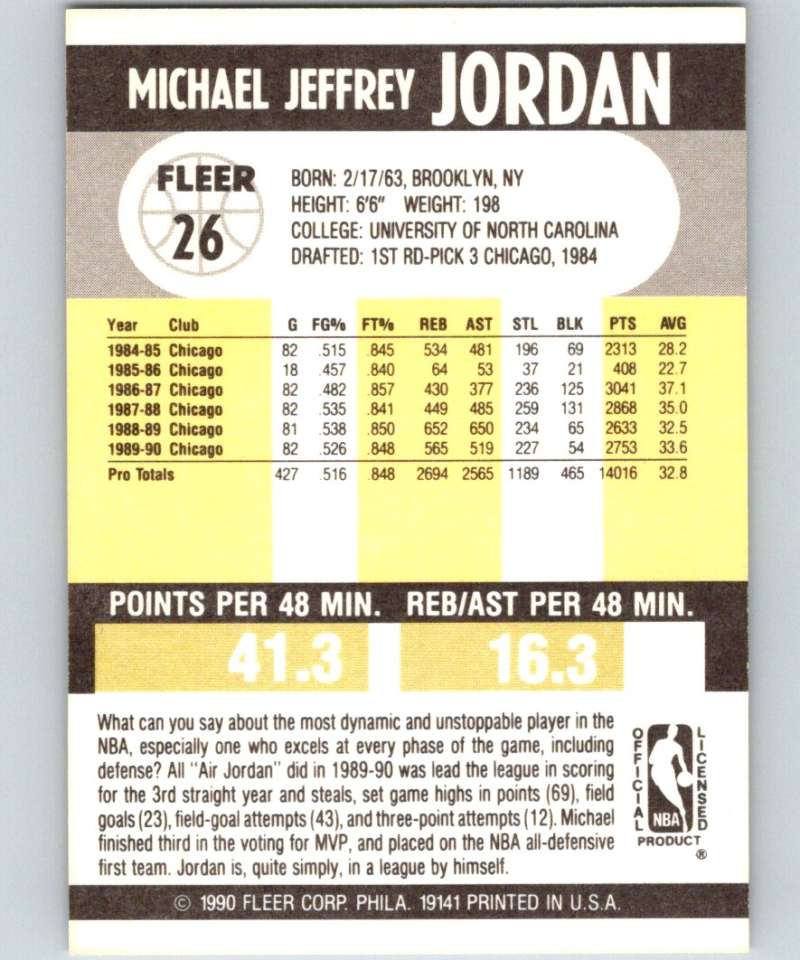 MICHAEL JEFFREY JORDAN
FLEER
26
BORN: 2/17/63, BROOKLYN, NY
HEIGHT: 6'6" WEIGHT: 198
COLLEGE: UNIVERSITY OF NORTH CAROLINA
DRAFTED: 1ST RD-PICK 3 CHICAGO, 1984
Year Club G FG% FT% REB AST STL BLK PTS AVG
1984-85 Chicago 82 .515 .845 534 481 196 69 2313 28.2
1985-86 Chicago 18 .457 .840 64 53 37 21 408 22.7
1986-87 Chicago 82 .482 .857 430 377 236 125 3041 37.1
1987-88 Chicago 82 .535 .841 449 485 259 131 2868 35.0
1988-89 Chicago 81 .538 .850 652 650 234 65 2633 32.5
1989-90 Chicago 82 .526 .848 565 519 227 54 2753 33.6
Pro Totals 427 .516 .848 2694 2565 1189 465 14016 32.8
POINTS PER 48 MIN. REB/AST PER 48 MIN.
41.3 16.3
What can you say about the most dynamic and unstoppable player in the
NBA, especially one who excels at every phase of the game, including
defense? All "Air Jordan" did in 1989-90 was lead the league in scoring
for the 3rd straight year and steals, set game highs in points (69), field
goals (23), field-goal attempts (43), and three-point attempts (12). Michael
finished third in the voting for MVP, and placed on the NBA all-defensive
first team. Jordan is, quite simply, in a league by himself.
OFFICIAL
NBA
LICENSED
PRODUCT
®
© 1990 FLEER CORP. PHILA. 19141 PRINTED IN U.S.A.